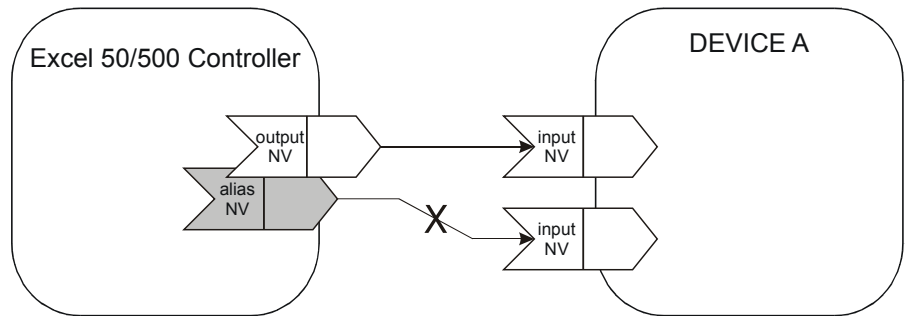 Excel 50/500 Controller
DEVICE A
output
NV
input
NV
alias
NV
X
input
NV